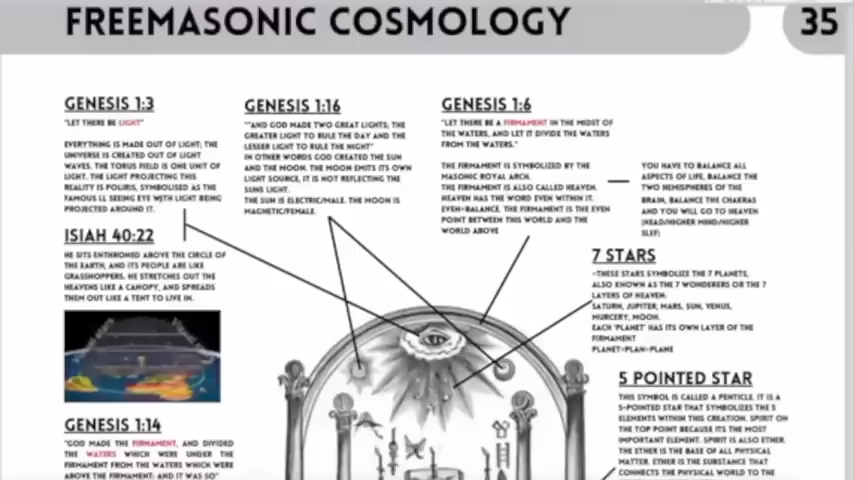 FREEMASONIC COSMOLOGY
35
GENESIS 1:3
"LET THERE BE LIGHT"
EVERYTHING IS MADE OUT OF LIGHT; THE
UNIVERSE IS CREATED OUT OF LIGHT
WAVES. THE TORUS FIELD IS ONE UNIT OF
LIGHT. THE LIGHT PROJECTING THIS
REALITY IS POLIRIS, SYMBOLISED AS THE
FAMOUS LL SEEING EYE WITH LIGHT BEING
PROJECTED AROUND IT.
ISIAH 40:22
HE SITS ENTHRONED ABOVE THE CIRCLE OF
THE EARTH, AND ITS PEOPLE ARE LIKE
GRASSHOPPERS. HE STRETCHES OUT THE
HEAVENS LIKE A CANOPY, AND SPREADS
THEM OUT LIKE A TENT TO LIVE IN.
GENESIS 1:14
"GOD MADE THE FIRMAMENT, AND DIVIDED
THE WATERS WHICH WERE UNDER THE
FIRMAMENT FROM THE WATERS WHICH WERE
ABOVE THE FIRMAMENT: AND IT WAS SO"
GENESIS 1:16
""AND GOD MADE TWO GREAT LIGHTS; THE
GREATER LIGHT TO RULE THE DAY AND THE
LESSER LIGHT TO RULE THE NIGHT"
IN OTHER WORDS GOD CREATED THE SUN
AND THE MOON. THE MOON EMITS ITS OWN
LIGHT SOURCE, IT IS NOT REFLECTING THE
SUNS LIGHT.
THE SUN IS ELECTRIC/MALE. THE MOON IS
MAGNETIC/FEMALE.
GENESIS 1:6
"LET THERE BE A FIRMAMENT IN THE MIDST OF
THE WATERS, AND LET IT DIVIDE THE WATERS
FROM THE WATERS."
THE FIRMAMENT IS SYMBOLIZED BY THE
MASONIC ROYAL ARCH.
THE FIRMAMENT IS ALSO CALLED HEAVEN.
HEAVEN HAS THE WORD EVEN WITHIN IT.
EVEN=BALANCE. THE FIRMAMENT IS THE EVEN
POINT BETWEEN THIS WORLD AND THE
WORLD ABOVE
YOU HAVE TO BALANCE ALL
ASPECTS OF LIFE, BALANCE THE
TWO HEMISPHERES OF THE
BRAIN, BALANCE THE CHAKRAS
AND YOU WILL GO TO HEAVEN
(HEAD/HIGHER MIND/HIGHER
SLEF)
7 STARS
-THESE STARS SYMBOLIZE THE 7 PLANETS,
ALSO KNOWN AS THE 7 WONDERERS OR THE 7
LAYERS OF HEAVEN:
SATURN, JUPITER, MARS, SUN, VENUS,
MURCERY, MOON.
EACH 'PLANET' HAS ITS OWN LAYER OF THE
FIRMAMENT
PLANET=PLAN=PLANE
5 POINTED STAR
THIS SYMBOL IS CALLED A PENTICLE. IT IS A
5-POINTED STAR THAT SYMBOLIZES THE 5
ELEMENTS WITHIN THIS CREATION. SPIRIT ON
THE TOP POINT BECAUSE ITS THE MOST
IMPORTANT ELEMENT. SPIRIT IS ALSO ETHER.
THE ETHER IS THE BASE OF ALL PHYSICAL
MATTER. ETHER IS THE SUBSTANCE THAT
CONNECTS THE PHYSICAL WORLD TO THE